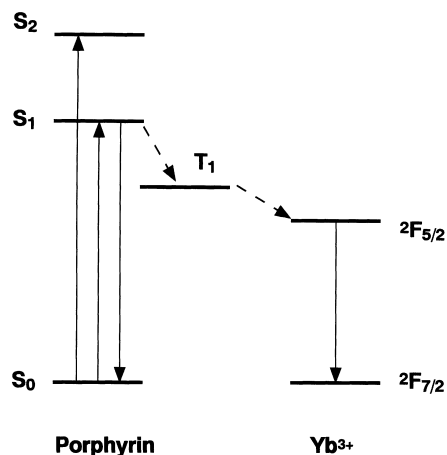 S₂
S₁
T₁
²F₅/₂
S₀
²F₇/₂
Porphyrin
Yb³⁺